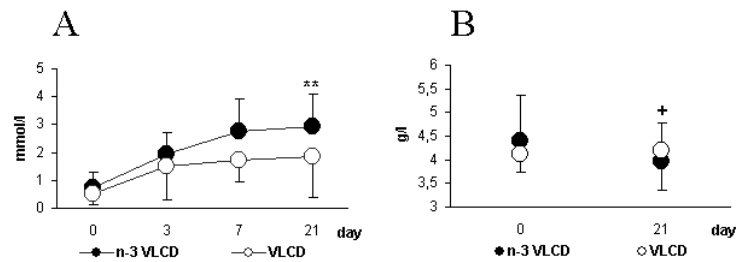 A
mmol/l
5
4
3
2
1
0
**
0 3 7 21 day
n-3 VLCD VLCD
B
g/l
6
5,5
5
4,5
4
3,5
3
+
0 21 day
n-3 VLCD VLCD